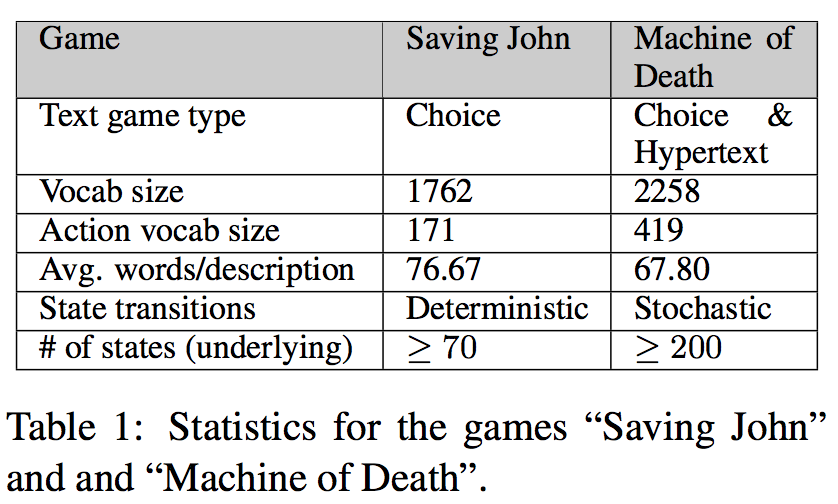 Game Saving John Machine of
Death
Text game type Choice Choice &
Hypertext
Vocab size 1762 2258
Action vocab size 171 419
Avg. words/description 76.67 67.80
State transitions Deterministic Stochastic
# of states (underlying) ≥ 70 ≥ 200
Table 1: Statistics for the games “Saving John”
and and “Machine of Death”.